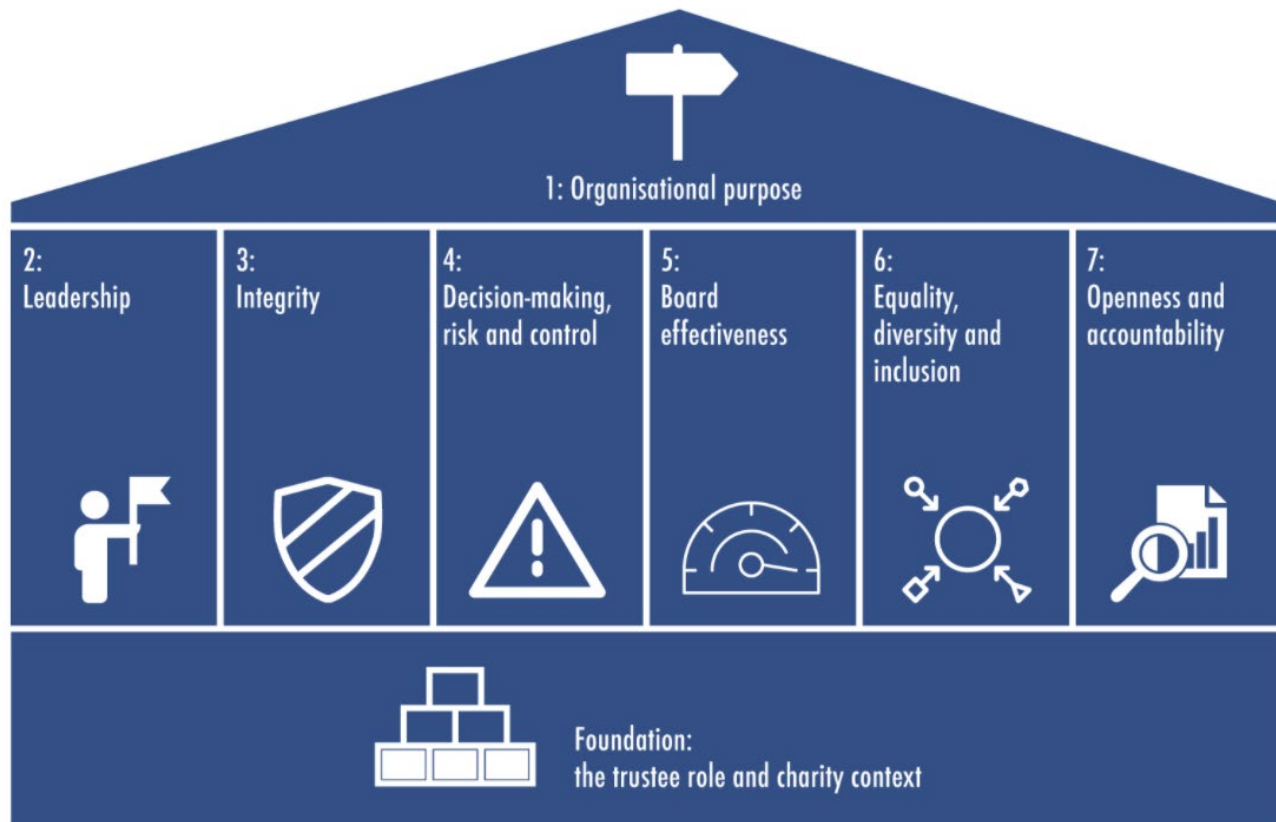 1: Organisational purpose
2:
Leadership
3:
Integrity
4:
Decision-making,
risk and control
5:
Board
effectiveness
6:
Equality,
diversity and
inclusion
7:
Openness and
accountability
Foundation:
the trustee role and charity context